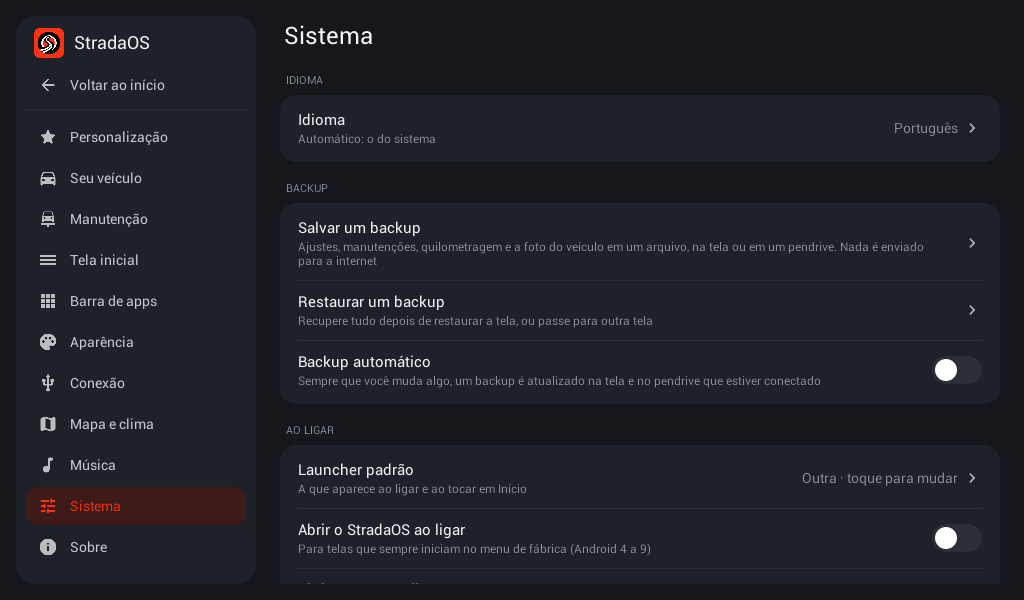 StradaOS
Voltar ao início
Personalização
Seu veículo
Manutenção
Tela inicial
Barra de apps
Aparência
Conexão
Mapa e clima
Música
Sistema
Sobre
Sistema
IDIOMA
Idioma
Automático: o do sistema
Português
BACKUP
Salvar um backup
Ajustes, manutenções, quilometragem e a foto do veículo em um arquivo, na tela ou em um pendrive. Nada é enviado
para a internet
Restaurar um backup
Recupere tudo depois de restaurar a tela, ou passe para outra tela
Backup automático
Sempre que você muda algo, um backup é atualizado na tela e no pendrive que estiver conectado
AO LIGAR
Launcher padrão
A que aparece ao ligar e ao tocar em Início
Outra · toque para mudar
Abrir o StradaOS ao ligar
Para telas que sempre iniciam no menu de fábrica (Android 4 a 9)